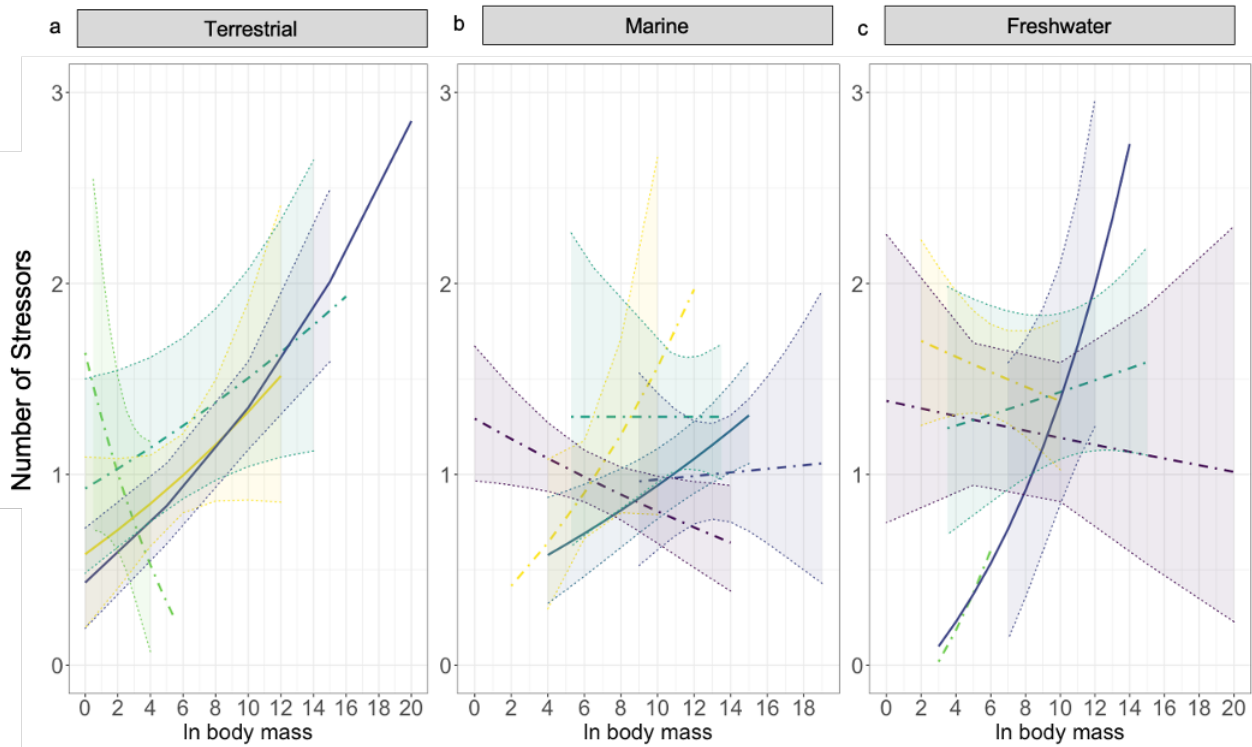 a Terrestrial b Marine c Freshwater
Number of Stressors
3 3 3
2 2 2
1 1 1
0 0 0
0 2 4 6 8 10 12 14 16 18 20 0 2 4 6 8 10 12 14 16 18 0 2 4 6 8 10 12 14 16 18 20
ln body mass ln body mass ln body mass